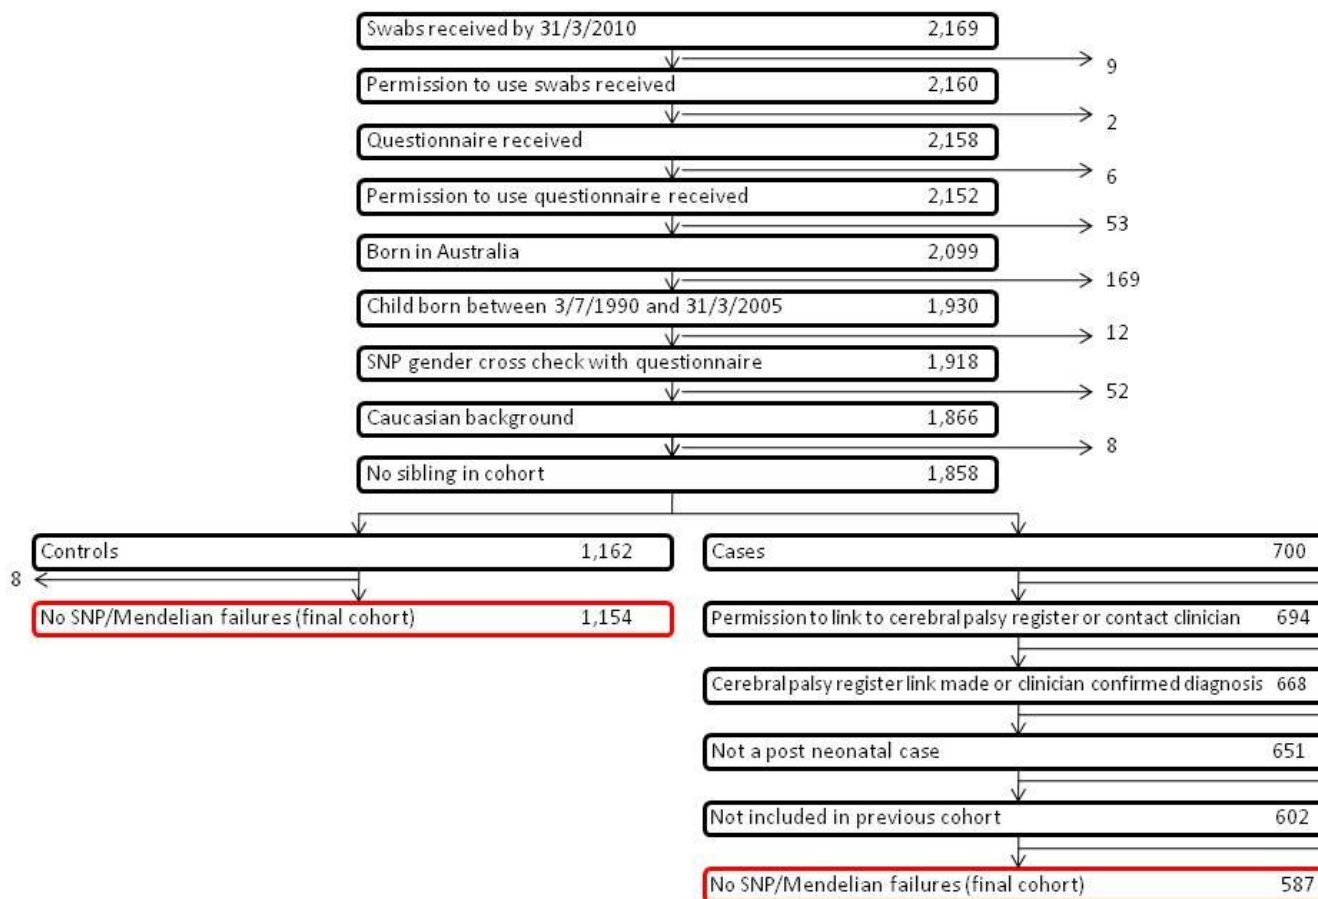 Swabs received by 31/3/2010 2,169
9
Permission to use swabs received 2,160
2
Questionnaire received 2,158
6
Permission to use questionnaire received 2,152
53
Born in Australia 2,099
169
Child born between 3/7/1990 and 31/3/2005 1,930
12
SNP gender cross check with questionnaire 1,918
52
Caucasian background 1,866
8
No sibling in cohort 1,858
Controls 1,162
8
No SNP/Mendelian failures (final cohort) 1,154
Cases 700
Permission to link to cerebral palsy register or contact clinician 694
Cerebral palsy register link made or clinician confirmed diagnosis 668
Not a post neonatal case 651
Not included in previous cohort 602
No SNP/Mendelian failures (final cohort) 587